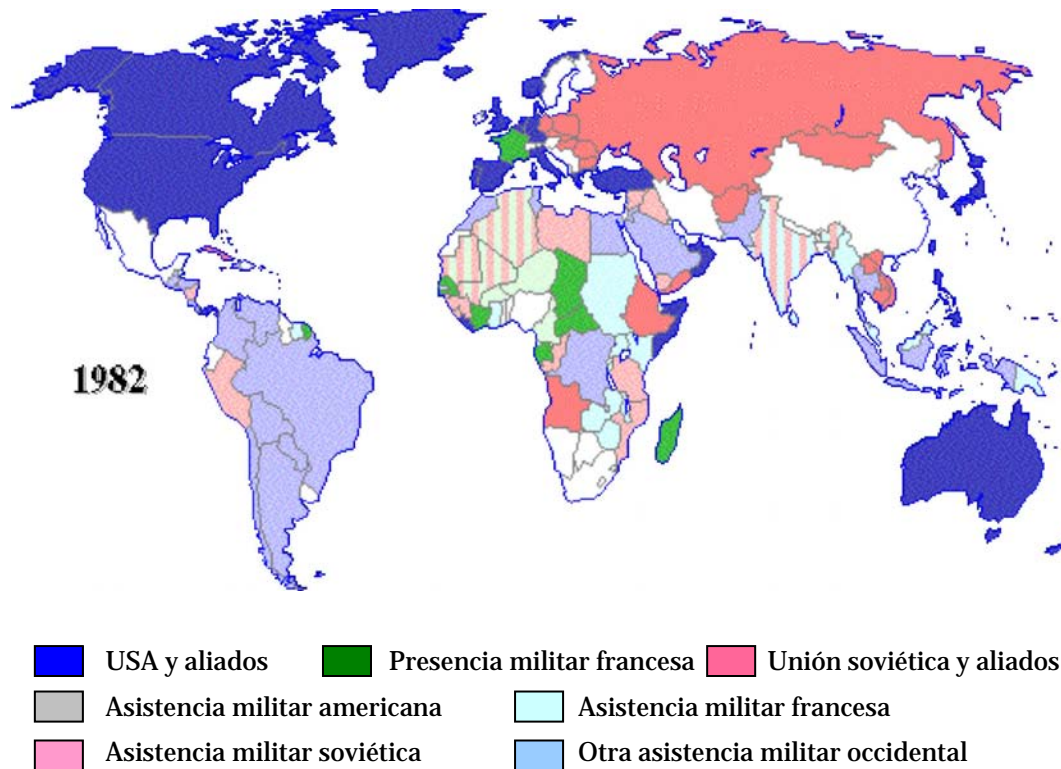 1982
USA y aliados Presencia militar francesa Unión soviética y aliados
Asistencia militar americana Asistencia militar francesa
Asistencia militar soviética Otra asistencia militar occidental